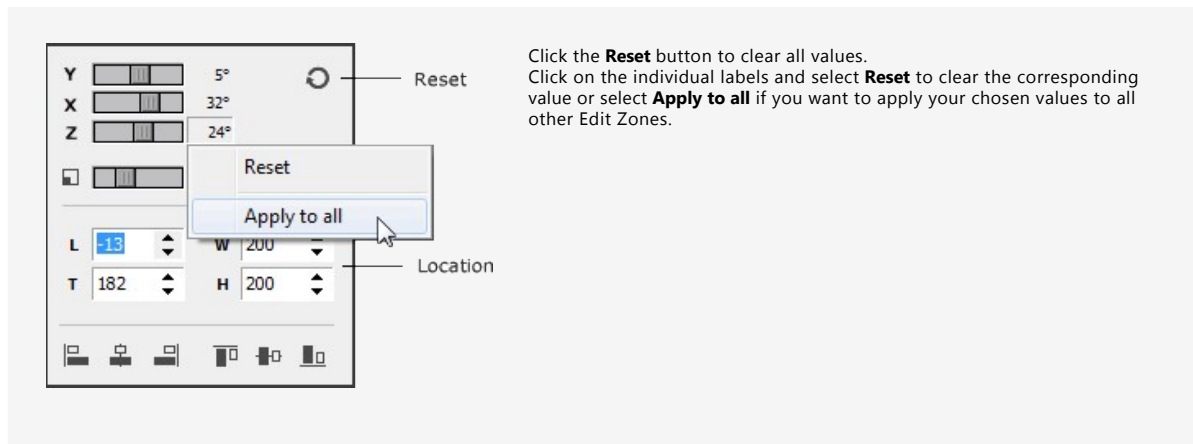 Y 5°
X 32°
Z 24°
Reset
Reset
Apply to all
L -13 W 200
T 182 H 200
Location
Click the Reset button to clear all values.
Click on the individual labels and select Reset to clear the corresponding
value or select Apply to all if you want to apply your chosen values to all
other Edit Zones.